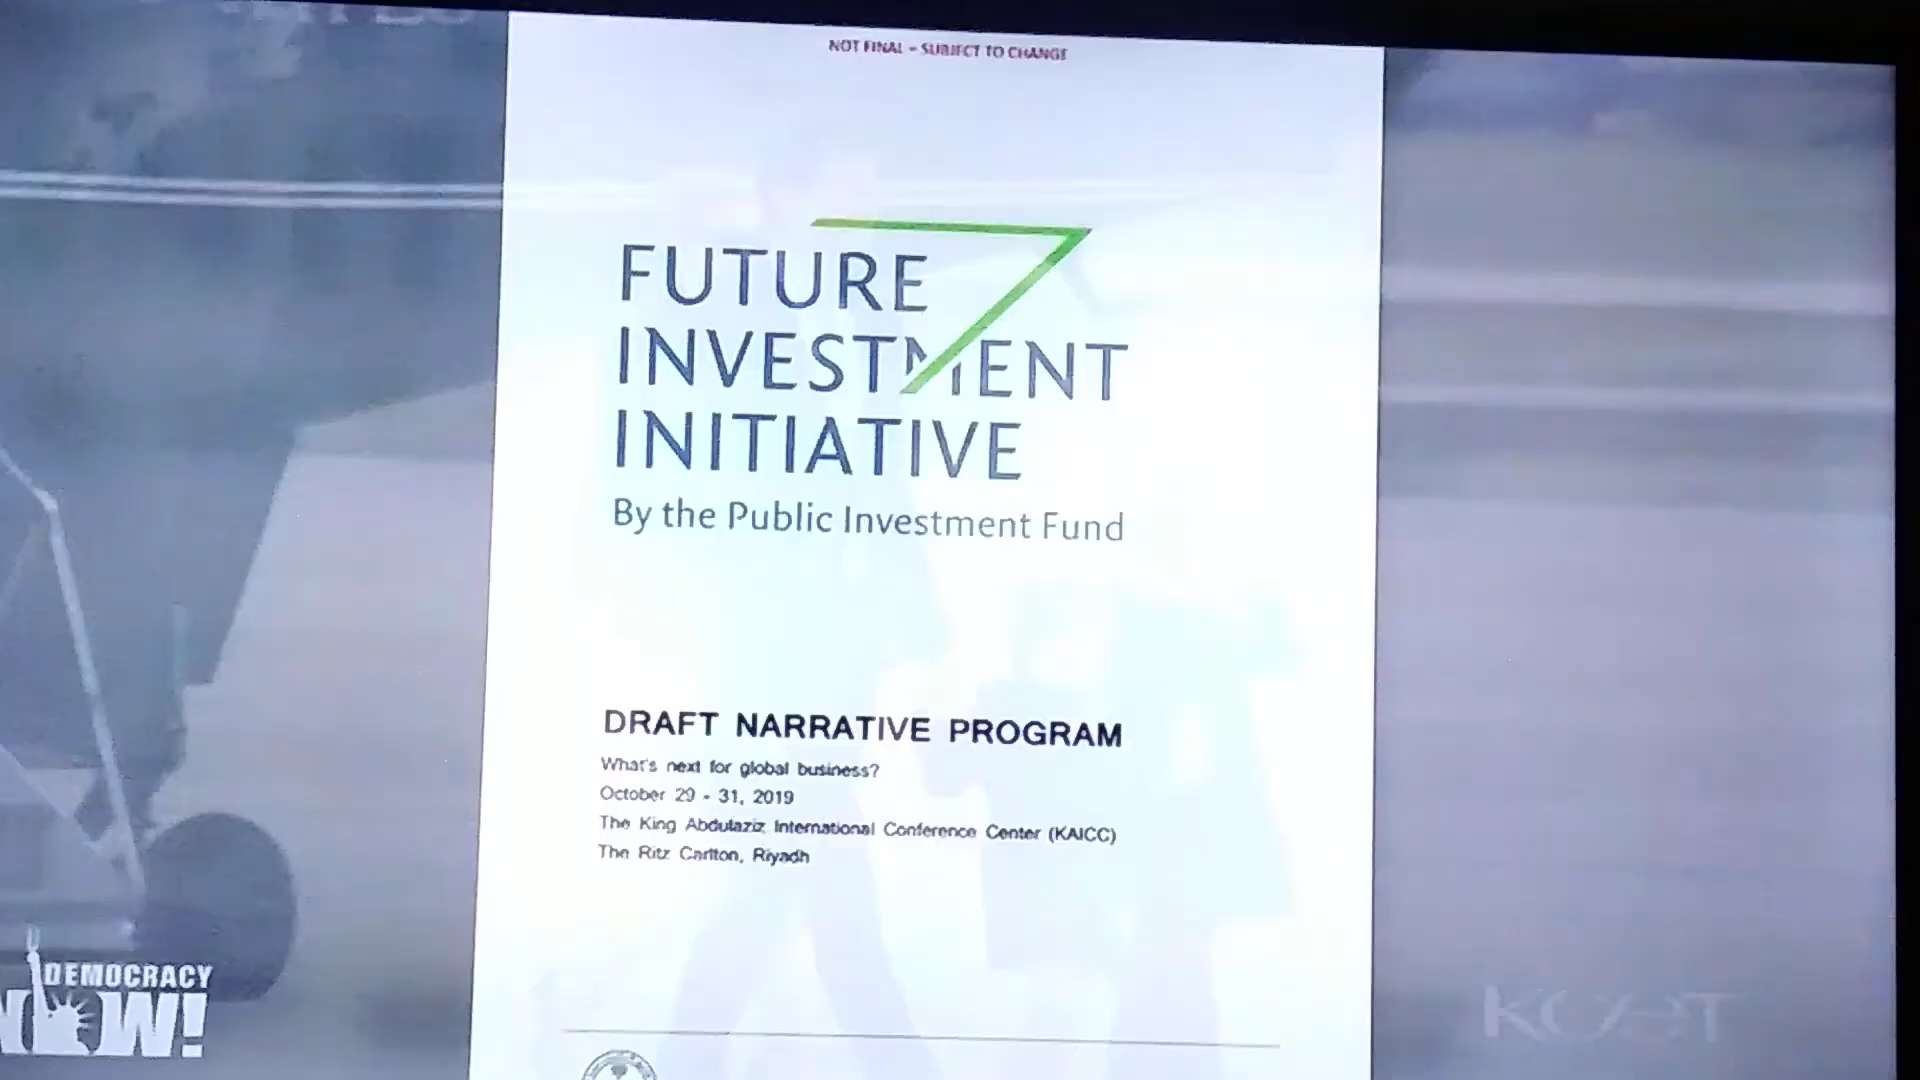 NOT FINAL – SUBJECT TO CHANGE
FUTURE
INVESTMENT
INITIATIVE
By the Public Investment Fund
DRAFT NARRATIVE PROGRAM
What's next for global business?
October 29 - 31, 2019
The King Abdulaziz International Conference Center (KAICC)
The Ritz Carlton, Riyadh
DEMOCRACY
NOW!